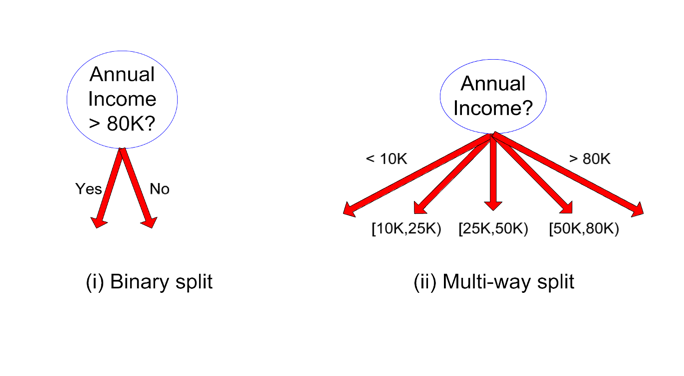 Annual
Income
> 80K?
Yes
No
(i) Binary split
Annual
Income?
< 10K
> 80K
[10K,25K)
[25K,50K)
[50K,80K)
(ii) Multi-way split